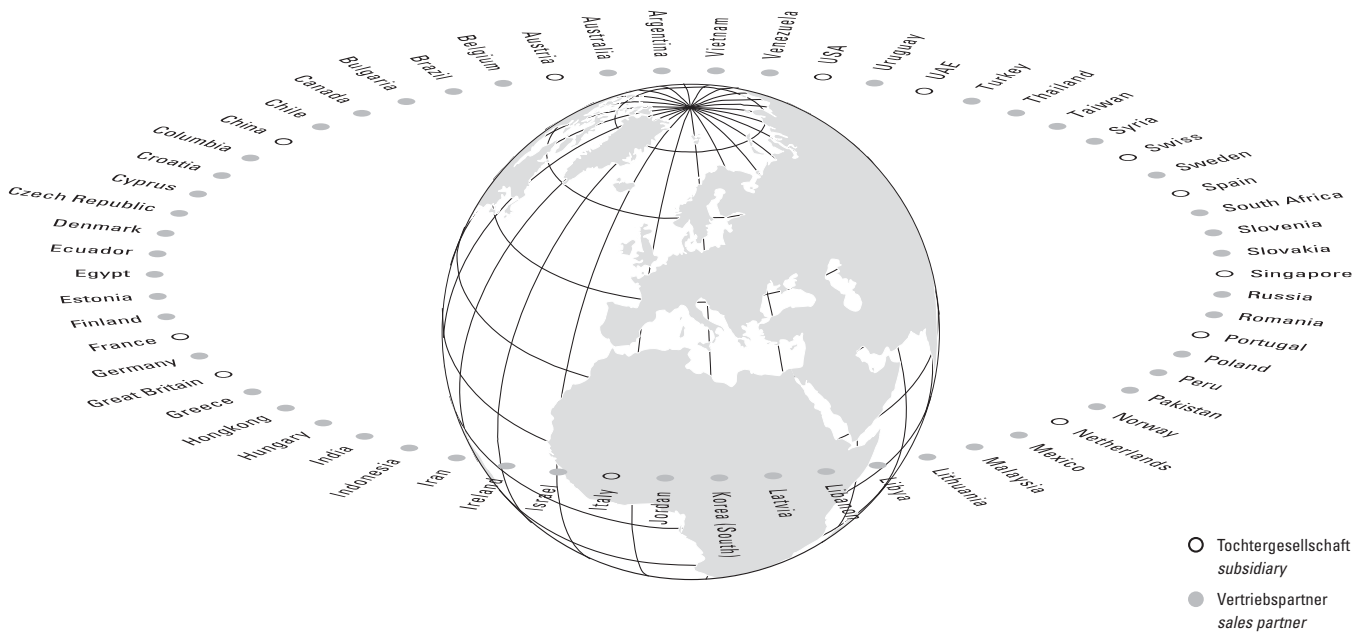 Argentina
Australia
Austria
Belgium
Brazil
Bulgaria
Canada
Chile
China
Columbia
Croatia
Cyprus
Czech Republic
Denmark
Ecuador
Egypt
Estonia
Finland
France
Germany
Great Britain
Greece
Hongkong
Hungary
India
Indonesia
Iran
Ireland
Israel
Italy
Jordan
Korea (South)
Latvia
Libanon
Libya
Lithuania
Malaysia
Mexico
Netherlands
Norway
Pakistan
Peru
Poland
Portugal
Romania
Russia
Singapore
Slovakia
Slovenia
South Africa
Spain
Sweden
Swiss
Syria
Taiwan
Thailand
Turkey
UAE
Uruguay
USA
Venezuela
Vietnam
Tochtergesellschaft
subsidiary
Vertriebspartner
sales partner